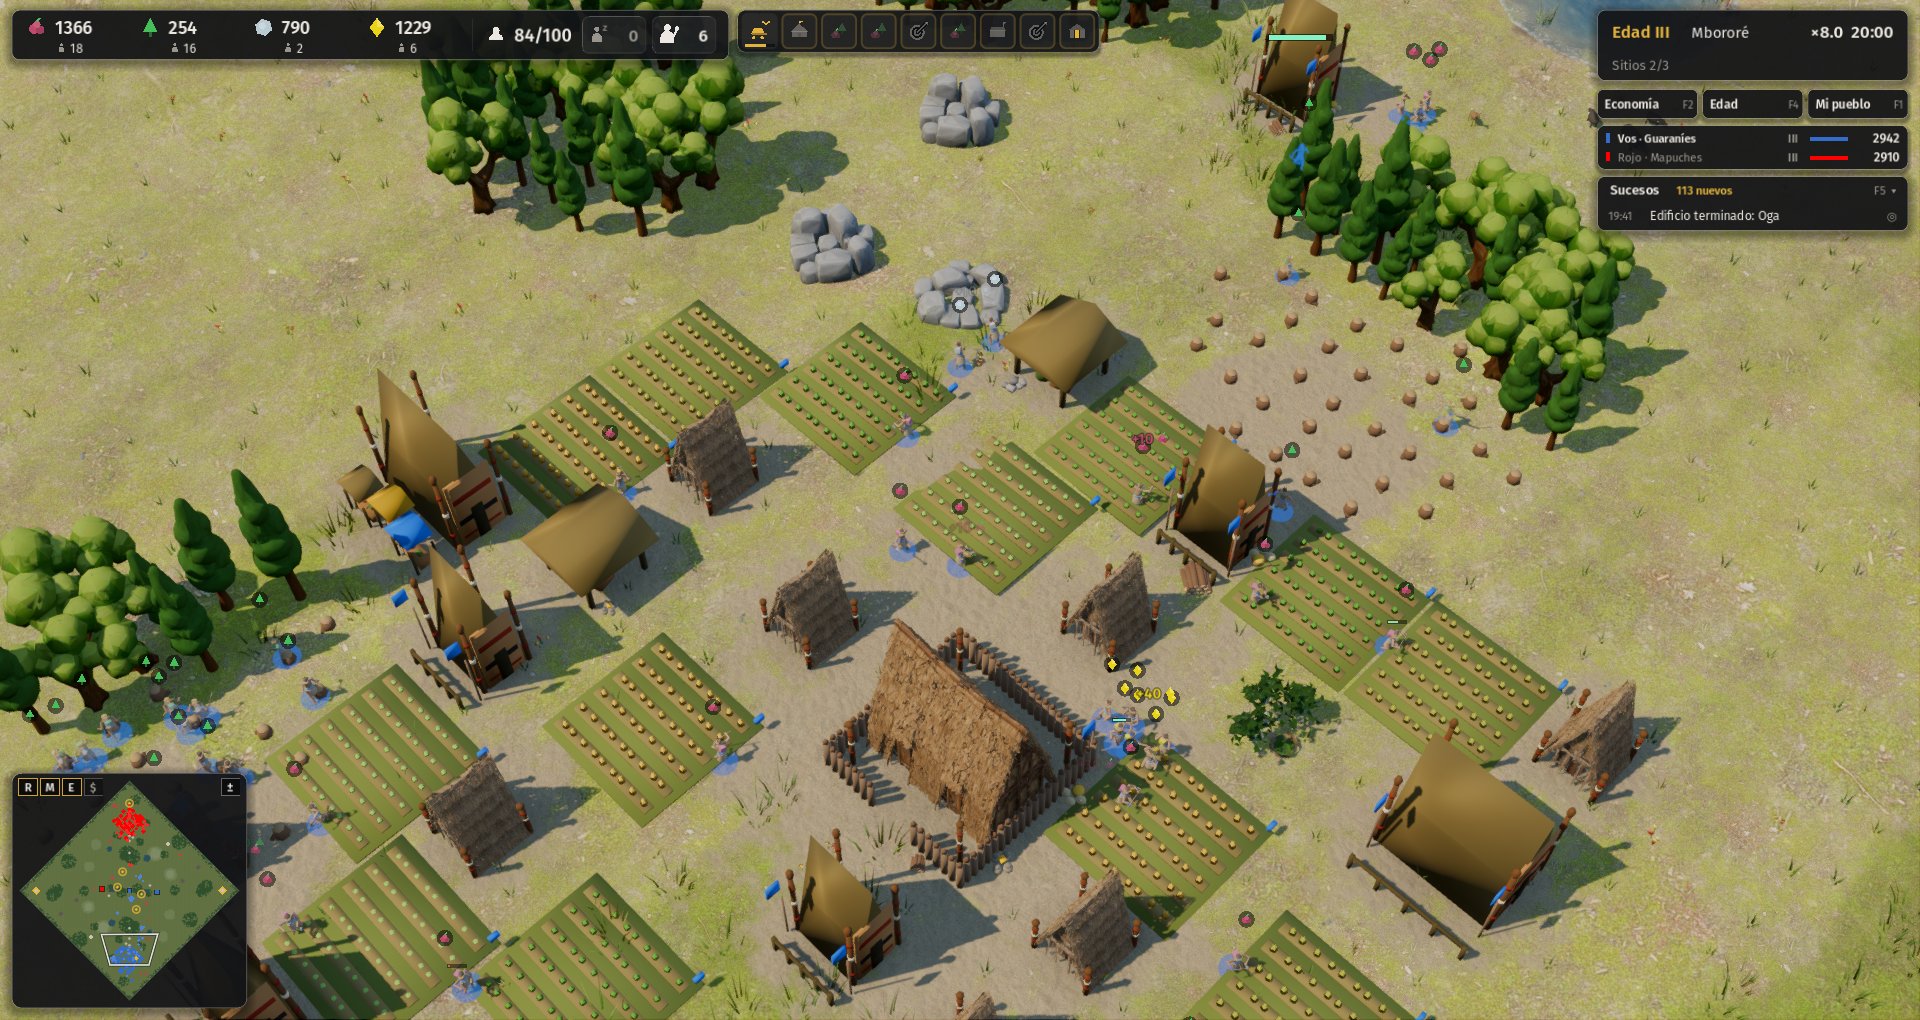 1366 254 790 1229 84/100 0 6
18 16 2 6
Edad III Mbororé ×8.0 20:00
Sitios 2/3
Economía F2 Edad F4 Mi pueblo F1
Vos · Guaraníes III 2942
Rojo · Mapuches III 2910
Sucesos 113 nuevos F5
19:41 Edificio terminado: Oga
+10
+40
R M E $ ±